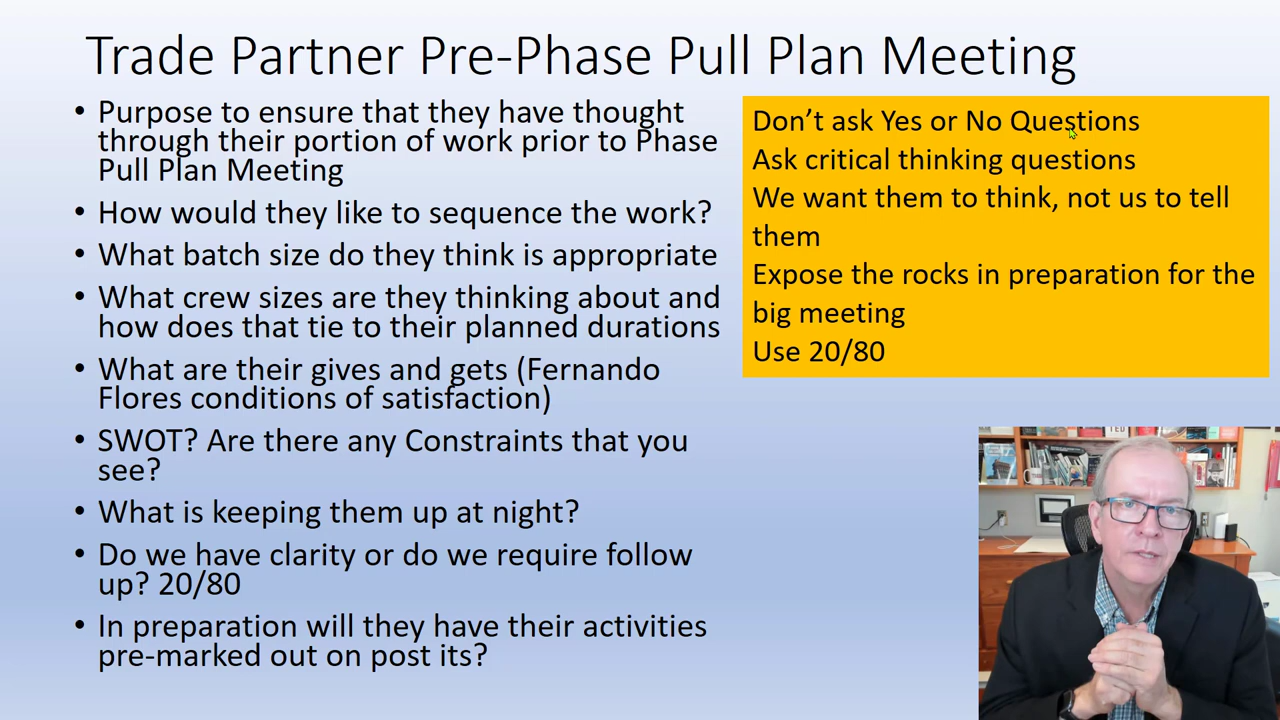 Trade Partner Pre-Phase Pull Plan Meeting
• Purpose to ensure that they have thought
through their portion of work prior to Phase
Pull Plan Meeting
• How would they like to sequence the work?
• What batch size do they think is appropriate
• What crew sizes are they thinking about and
how does that tie to their planned durations
• What are their gives and gets (Fernando
Flores conditions of satisfaction)
• SWOT? Are there any Constraints that you
see?
• What is keeping them up at night?
• Do we have clarity or do we require follow
up? 20/80
• In preparation will they have their activities
pre-marked out on post its?
Don’t ask Yes or No Questions
Ask critical thinking questions
We want them to think, not us to tell
them
Expose the rocks in preparation for the
big meeting
Use 20/80
TED